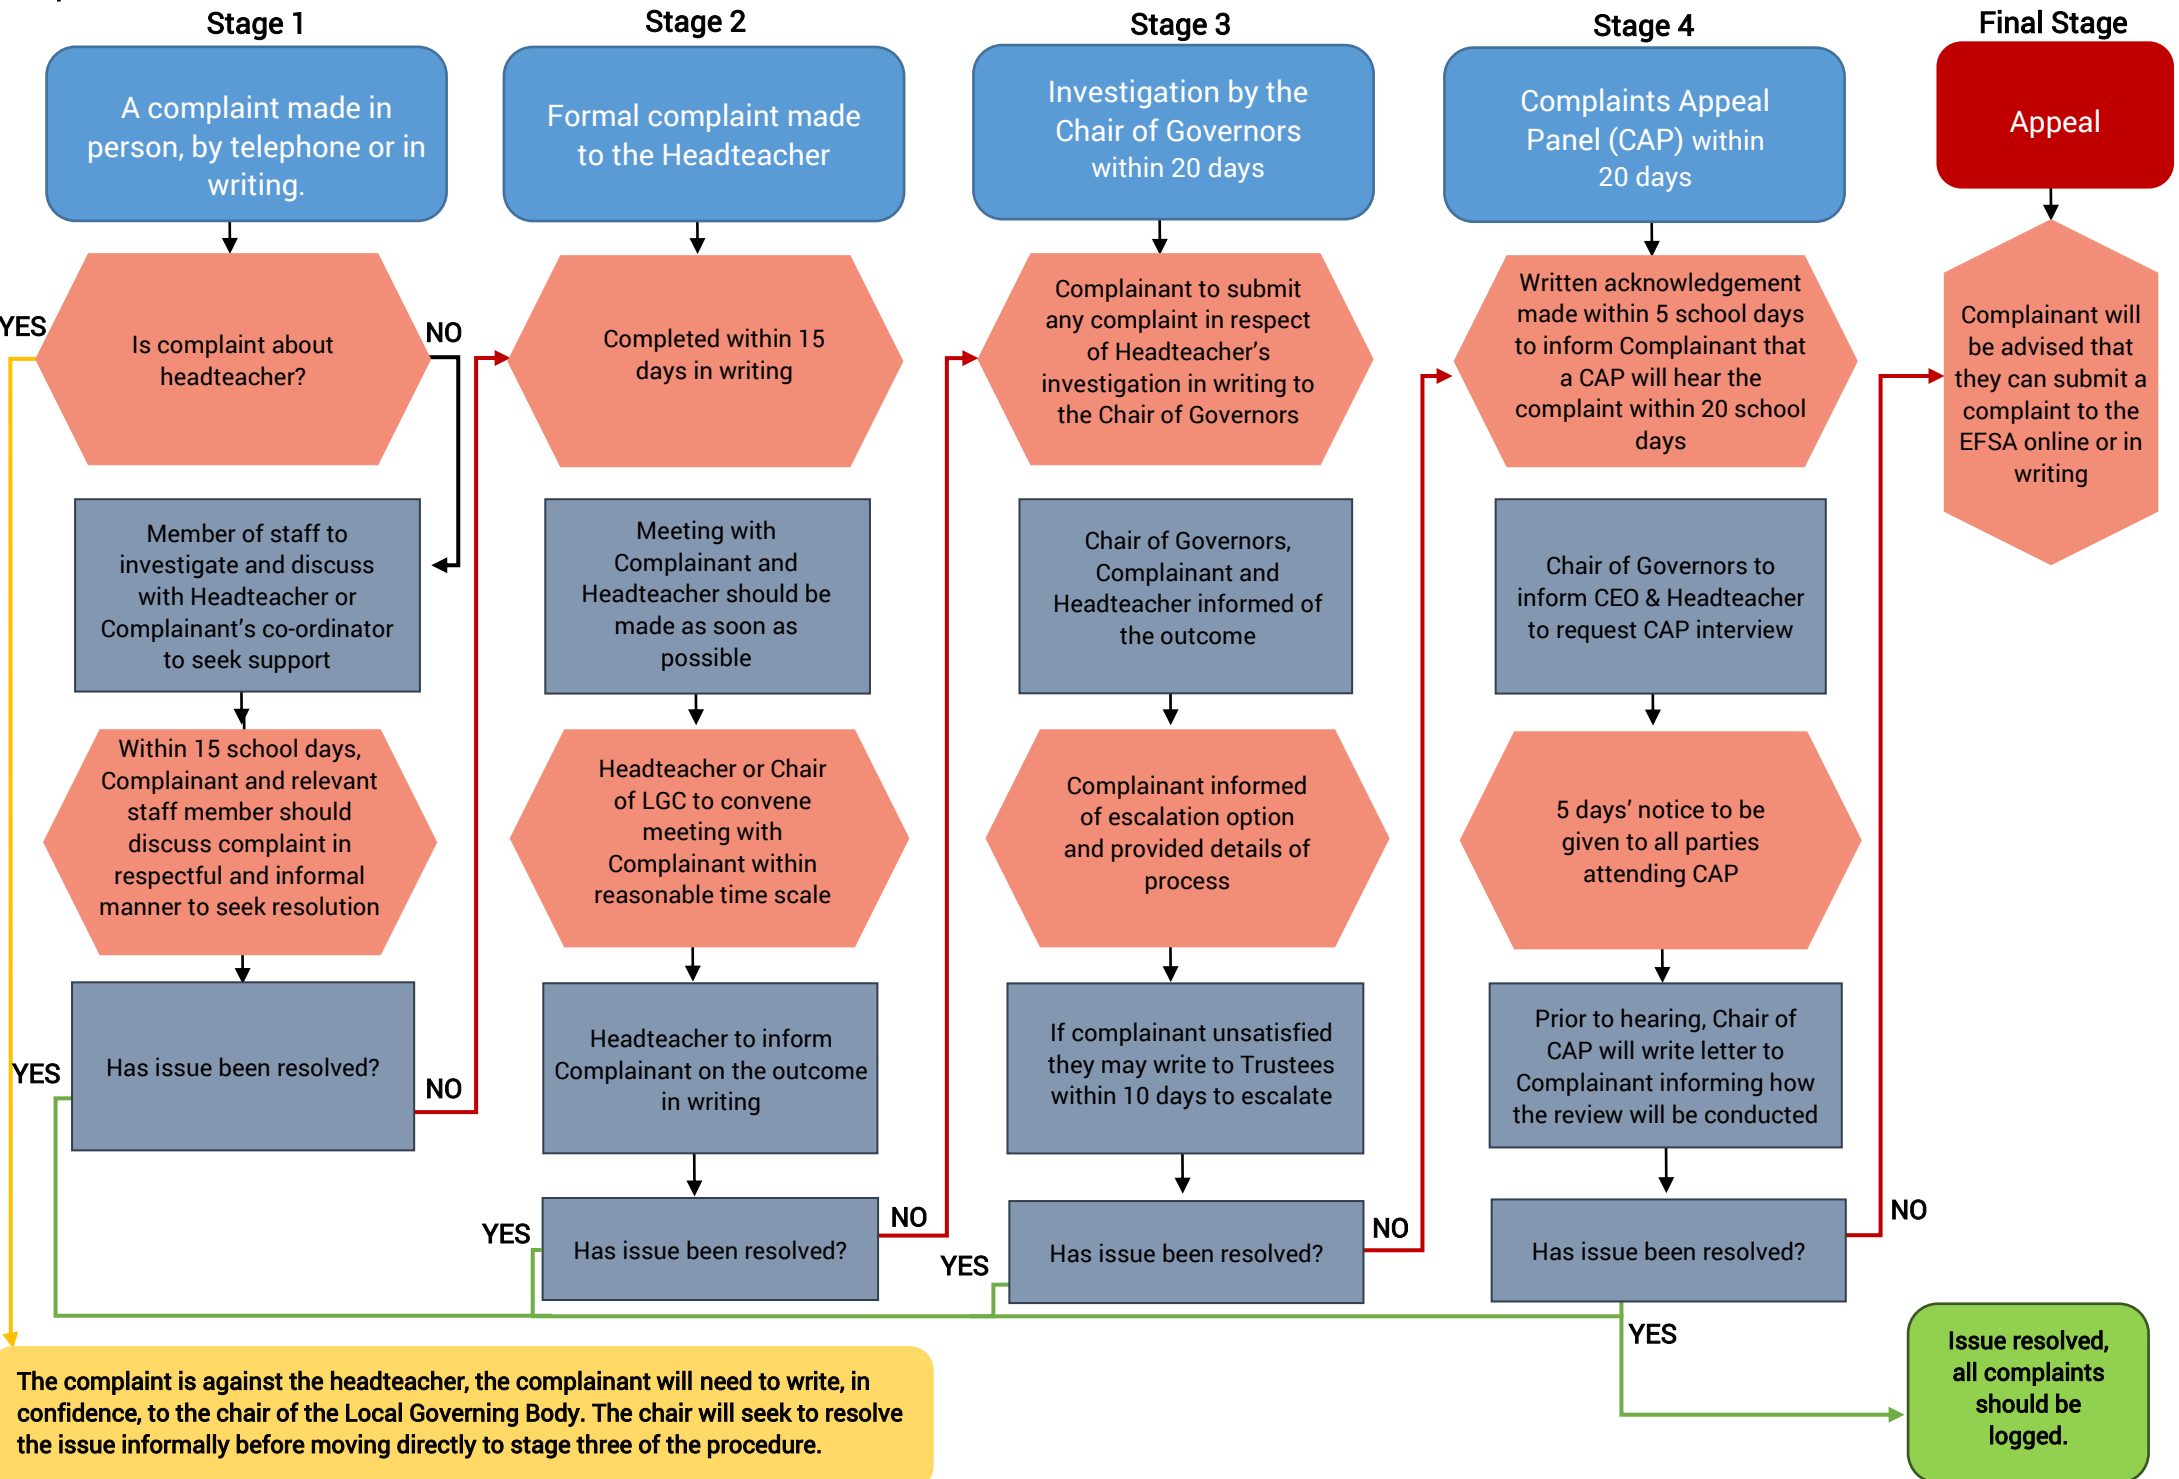 Stage 1
A complaint made in
person, by telephone or in
writing.
YES
NO
Is complaint about
headteacher?
Member of staff to
investigate and discuss
with Headteacher or
Complainant's co-ordinator
to seek support
Within 15 school days,
Complainant and relevant
staff member should
discuss complaint in
respectful and informal
manner to seek resolution
Has issue been resolved?
YES
NO
Stage 2
Formal complaint made
to the Headteacher
Completed within 15
days in writing
Meeting with
Complainant and
Headteacher should be
made as soon as
possible
Headteacher or Chair
of LGC to convene
meeting with
Complainant within
reasonable time scale
Headteacher to inform
Complainant on the outcome
in writing
Has issue been resolved?
YES
NO
Stage 3
Investigation by the
Chair of Governors
within 20 days
Complainant to submit
any complaint in respect
of Headteacher's
investigation in writing to
the Chair of Governors
Chair of Governors,
Complainant and
Headteacher informed of
the outcome
Complainant informed
of escalation option
and provided details of
process
If complainant unsatisfied
they may write to Trustees
within 10 days to escalate
Has issue been resolved?
YES
NO
Stage 4
Complaints Appeal
Panel (CAP) within
20 days
Written acknowledgement
made within 5 school days
to inform Complainant that
a CAP will hear the
complaint within 20 school
days
Chair of Governors to
inform CEO & Headteacher
to request CAP interview
5 days' notice to be
given to all parties
attending CAP
Prior to hearing, Chair of
CAP will write letter to
Complainant informing how
the review will be conducted
Has issue been resolved?
NO
YES
Final Stage
Appeal
Complainant will
be advised that
they can submit a
complaint to the
EFSA online or in
writing
The complaint is against the headteacher, the complainant will need to write, in
confidence, to the chair of the Local Governing Body. The chair will seek to resolve
the issue informally before moving directly to stage three of the procedure.
Issue resolved,
all complaints
should be
logged.